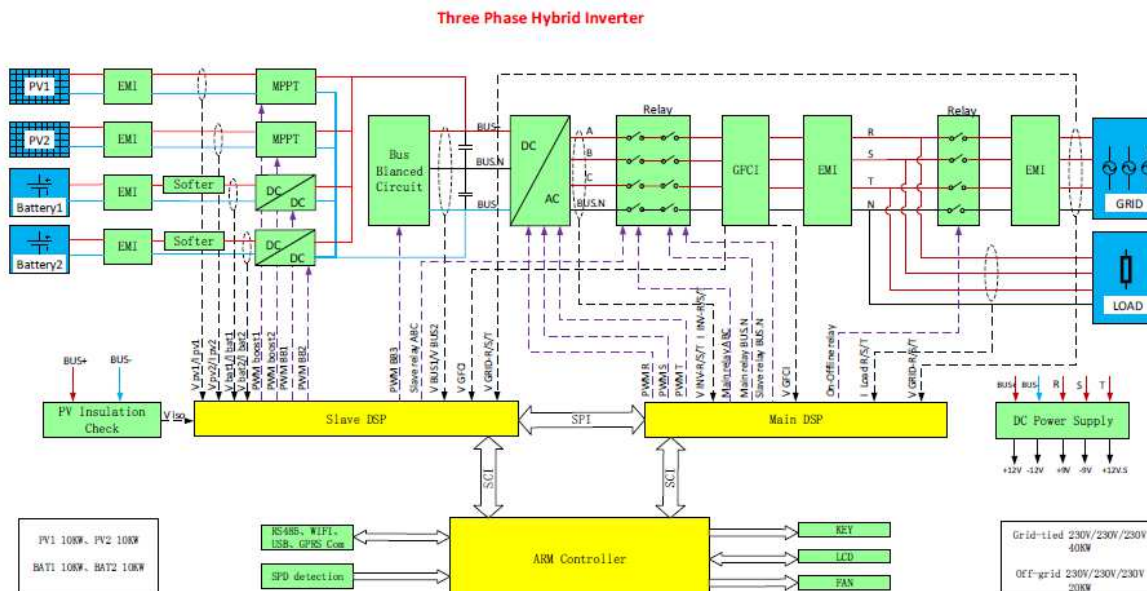 Three Phase Hybrid Inverter
PV1
EMI
MPPT
PV2
EMI
MPPT
Battery1
EMI
Softer
DC
DC
Battery2
EMI
Softer
DC
DC
Bus
Blanced
Circuit
BUS+
BUS.N
BUS-
DC
AC
A
B
C
BUS.N
Relay
GFCI
EMI
R
S
T
N
Relay
EMI
GRID
LOAD
V pv1/I pv1
V pv2/I pv2
V bat1/I bat1
V bat2/I bat2
PWM boost1
PWM boost2
PWM BB1
PWM BB2
PWM BB3
Slave relay ABC
V BUS1/V BUS2
V GFO
V GRID-R/S/T
PWM R
PWM S
PWM T
V INV-R/S/T
I INV-R/S/T
Main relay ABC
Main relay BUS.N
Slave relay BUS.N
V GFCI
On-Offline relay
I Load R/S/T
V GRID-R/S/T
BUS+
BUS-
PV Insulation
Check
V iso
Slave DSP
SPI
Main DSP
BUS+
BUS-
R
S
T
DC Power Supply
+12V
-12V
+9V
-9V
+12V.S
SCI
SCI
PV1 10KW、PV2 10KW
BAT1 10KW、BAT2 10KW
RS485、WIFI、
USB、GPRS Com
SPD detection
ARM Controller
KEY
LCD
FAN
Grid-tied 230V/230V/230V
40KW
Off-grid 230V/230V/230V
20KW